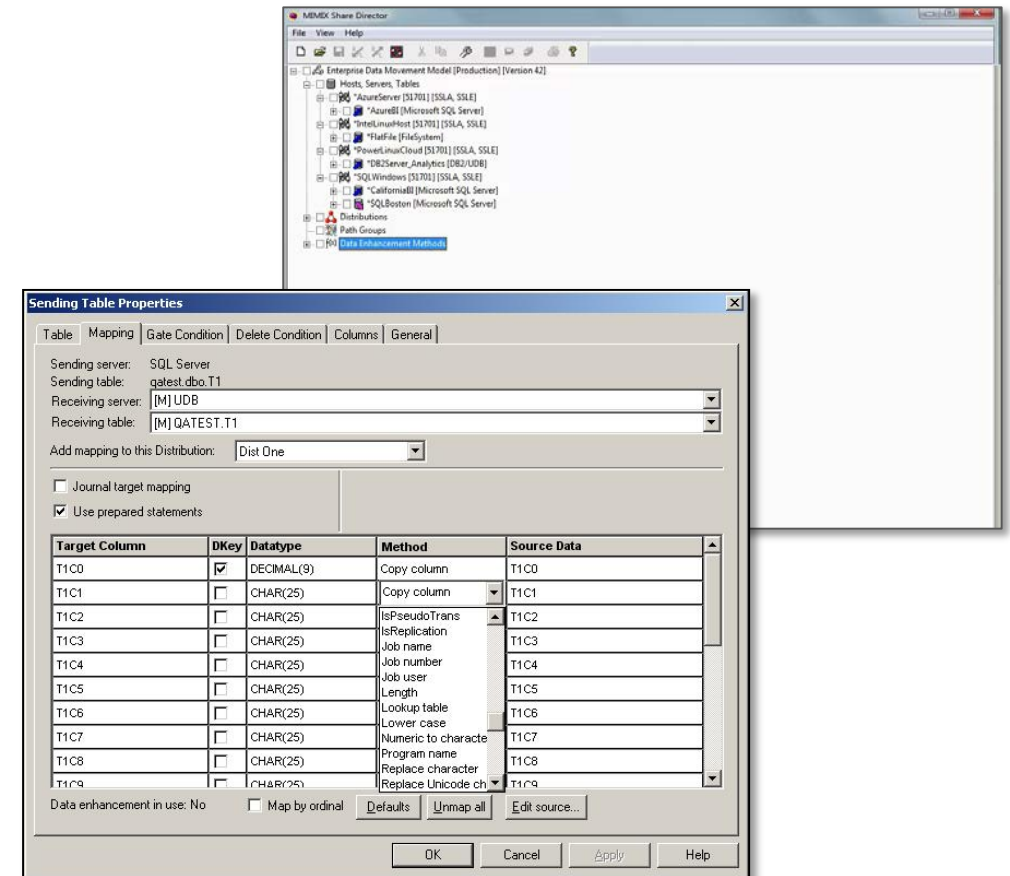 MIMIX Share Director
File View Help
Enterprise Data Movement Model [Production] [Version 42]
Hosts, Servers, Tables
*AzureServer [51701] [SSLA, SSLE]
*AzureBI [Microsoft SQL Server]
*IntelLinuxHost [51701] [SSLA, SSLE]
*FlatFile [FileSystem]
*PowerLinuxCloud [51701] [SSLA, SSLE]
*DB2Server_Analytics [DB2/UDB]
*SQLWindows [51701] [SSLA, SSLE]
*CaliforniaBI [Microsoft SQL Server]
*SQLBoston [Microsoft SQL Server]
Distributions
Path Groups
f(x) Data Enhancement Methods
Sending Table Properties
Table Mapping Gate Condition Delete Condition Columns General
Sending server: SQL Server
Sending table: qatest.dbo.T1
Receiving server: [M] UDB
Receiving table: [M] QATEST.T1
Add mapping to this Distribution: Dist One
Journal target mapping
Use prepared statements
Target Column DKey Datatype Method Source Data
T1C0 DECIMAL(9) Copy column T1C0
T1C1 CHAR(25) Copy column T1C1
T1C2 CHAR(25) IsPseudoTrans T1C2
IsReplication
T1C3 CHAR(25) Job name T1C3
Job number
T1C4 CHAR(25) T1C4
Job user
T1C5 CHAR(25) Length T1C5
Lookup table
T1C6 CHAR(25) T1C6
Lower case
T1C7 CHAR(25) Numeric to characte T1C7
Program name
T1C8 CHAR(25) Replace character T1C8
T1C9 CHAR(25) Replace Unicode ch T1C9
Data enhancement in use: No Map by ordinal Defaults Unmap all Edit source...
OK Cancel Apply Help